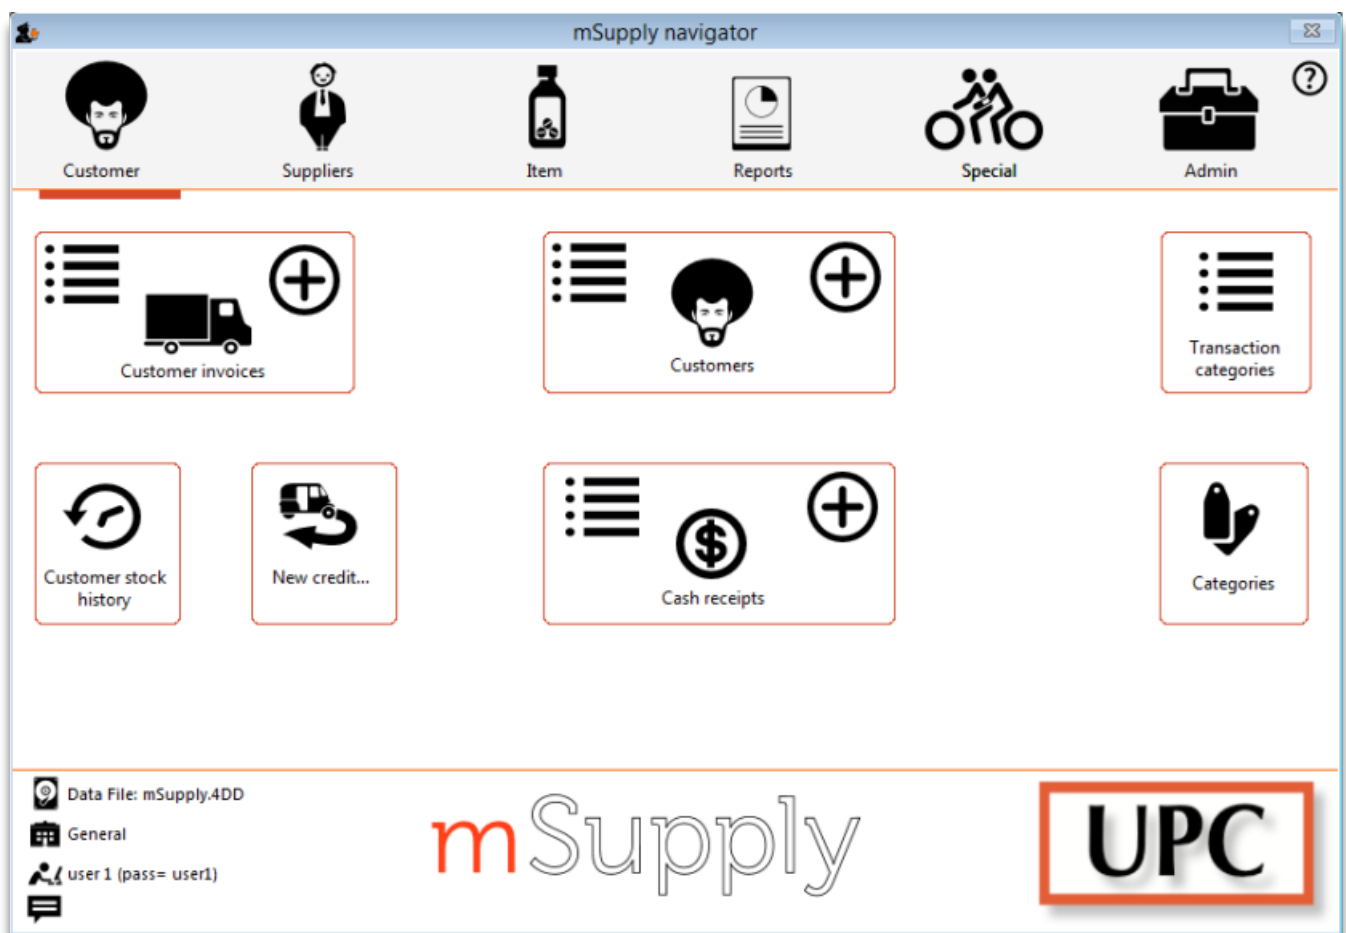 mSupply navigator
Customer
Suppliers
Item
Reports
Special
Admin
?
Customer invoices
Customers
Transaction
categories
Customer stock
history
New credit...
$
Cash receipts
Categories
Data File: mSupply.4DD
General
user 1 (pass= user1)
mSupply
UPC